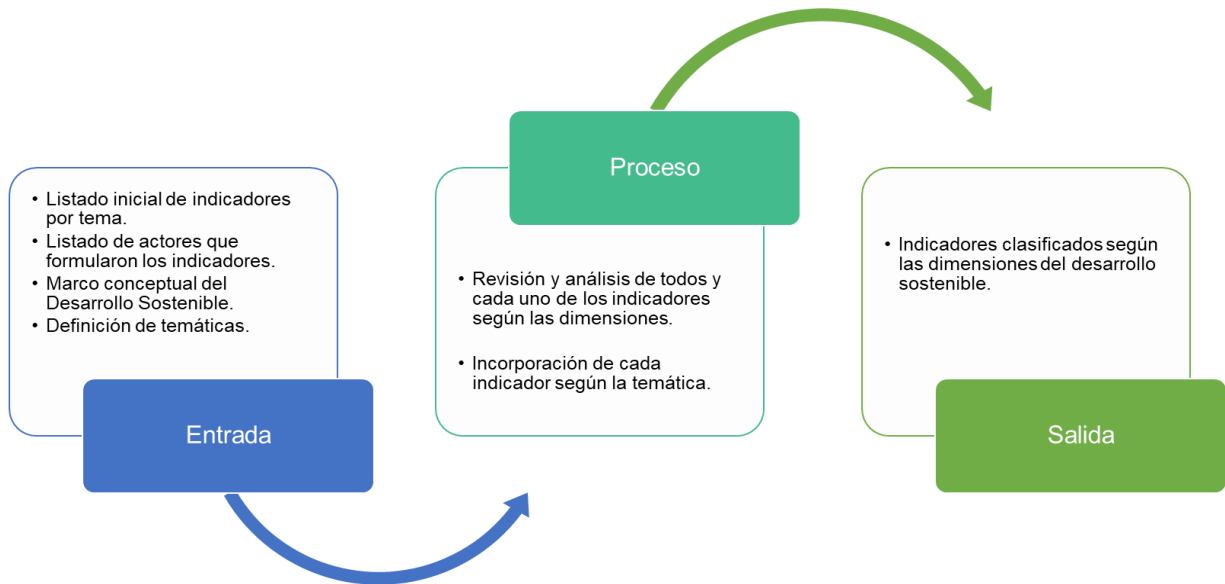 • Listado inicial de indicadores
por tema.
• Listado de actores que
formularon los indicadores.
• Marco conceptual del
Desarrollo Sostenible.
• Definición de temáticas.
Entrada
Proceso
• Revisión y análisis de todos y
cada uno de los indicadores
según las dimensiones.
• Incorporación de cada
indicador según la temática.
• Indicadores clasificados según
las dimensiones del desarrollo
sostenible.
Salida